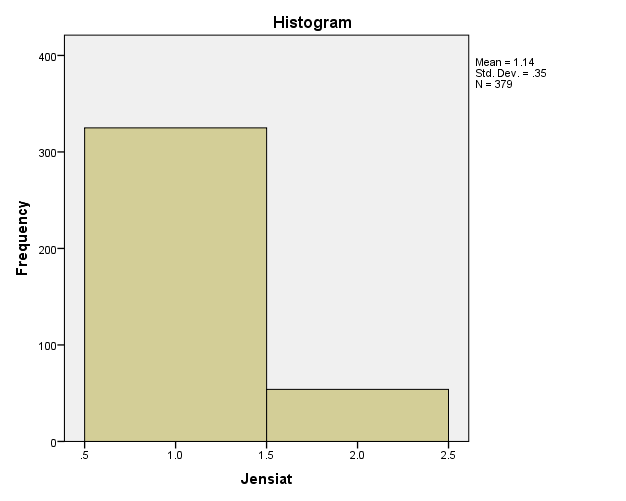 Histogram
Mean = 1.14
Std. Dev. = .35
N = 379
400
300
200
100
0
Frequency
.5 1.0 1.5 2.0 2.5
Jensiat